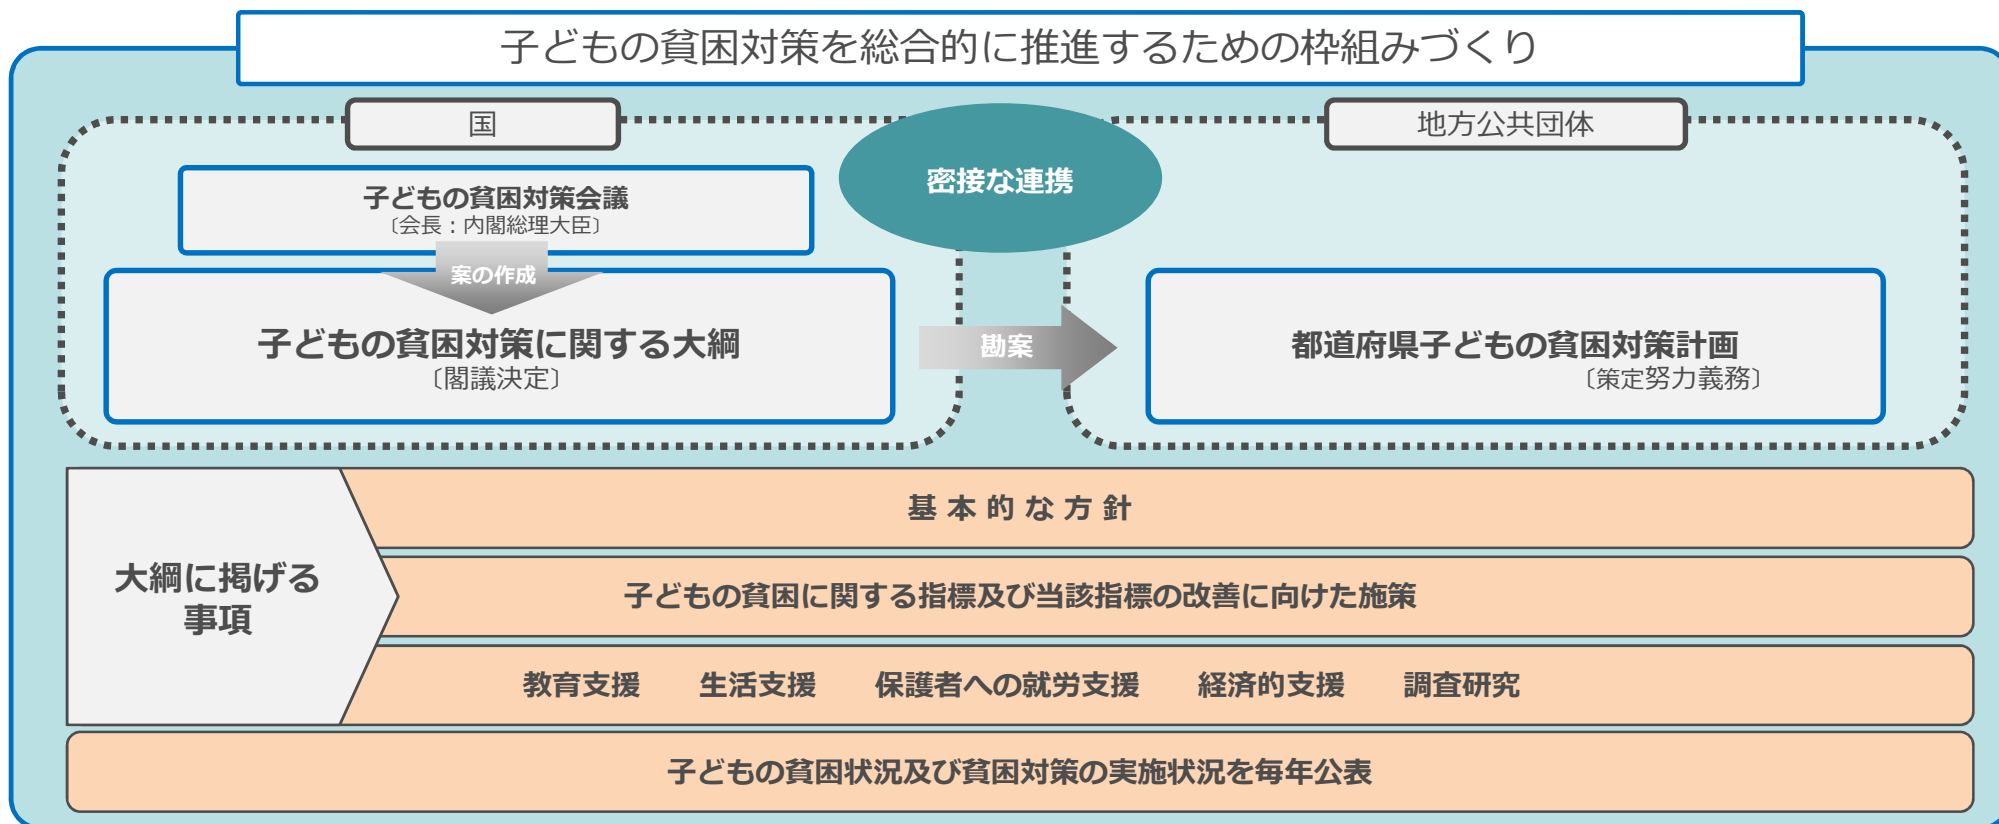 子どもの貧困対策を総合的に推進するための枠組みづくり
国
子どもの貧困対策会議
〔会長：内閣総理大臣〕
案の作成
子どもの貧困対策に関する大綱
〔閣議決定〕
密接な連携
勘案
地方公共団体
都道府県子どもの貧困対策計画
〔策定努力義務〕
大綱に掲げる
事項
基本的な方針
子どもの貧困に関する指標及び当該指標の改善に向けた施策
教育支援　生活支援　保護者への就労支援　経済的支援　調査研究
子どもの貧困状況及び貧困対策の実施状況を毎年公表